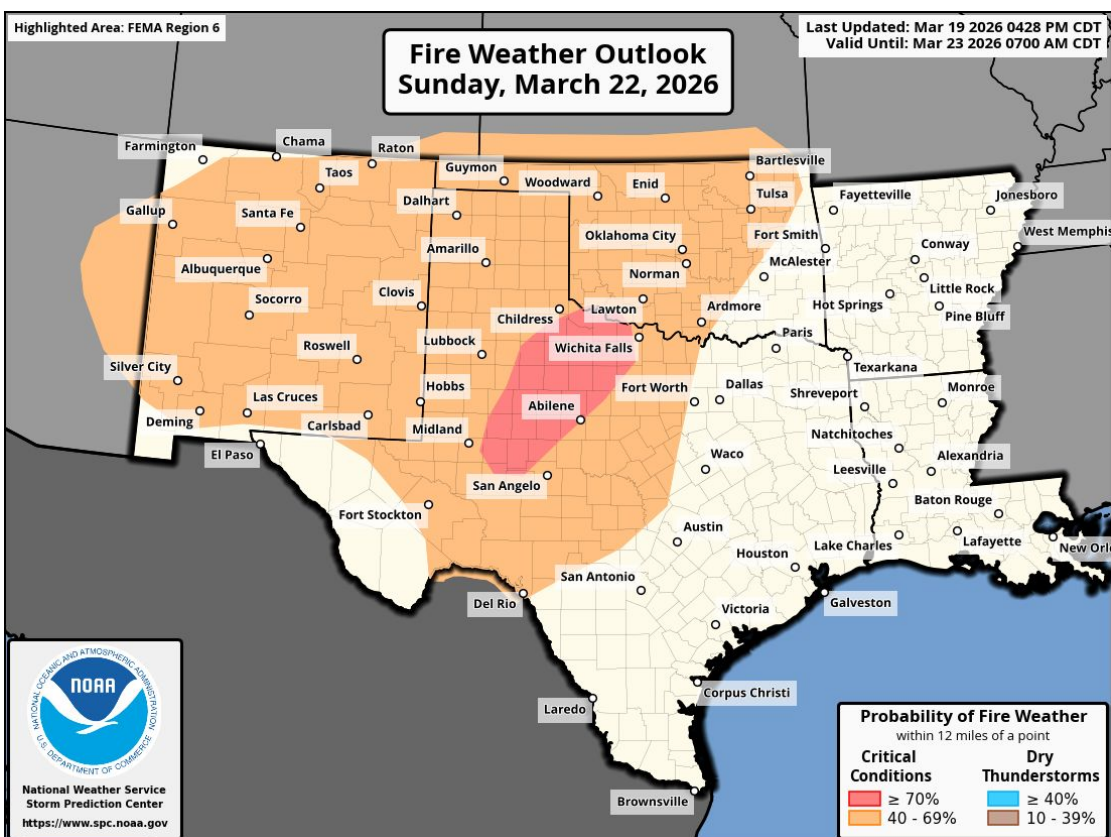 Highlighted Area: FEMA Region 6
Last Updated: Mar 19 2026 0428 PM CDT
Valid Until: Mar 23 2026 0700 AM CDT
Fire Weather Outlook
Sunday, March 22, 2026
Farmington
Chama
Raton
Taos
Guymon
Woodward
Enid
Bartlesville
Tulsa
Fayetteville
Jonesboro
Gallup
Santa Fe
Dalhart
Oklahoma City
Fort Smith
West Memphis
Amarillo
Conway
Albuquerque
Norman
McAlester
Little Rock
Socorro
Clovis
Childress
Lawton
Ardmore
Hot Springs
Pine Bluff
Roswell
Lubbock
Wichita Falls
Paris
Texarkana
Silver City
Hobbs
Fort Worth
Dallas
Shreveport
Monroe
Las Cruces
Abilene
Deming
Carlsbad
Midland
Natchitoches
El Paso
Waco
Leesville
Alexandria
San Angelo
Baton Rouge
Fort Stockton
Austin
Houston
Lake Charles
Lafayette
New Orl
San Antonio
Del Rio
Galveston
Victoria
Laredo
Corpus Christi
Brownsville
NATIONAL OCEANIC AND ATMOSPHERIC ADMINISTRATION
NOAA
U.S. DEPARTMENT OF COMMERCE
National Weather Service
Storm Prediction Center
https://www.spc.noaa.gov
Probability of Fire Weather
within 12 miles of a point
Critical Conditions
≥ 70%
40 - 69%
Dry Thunderstorms
≥ 40%
10 - 39%